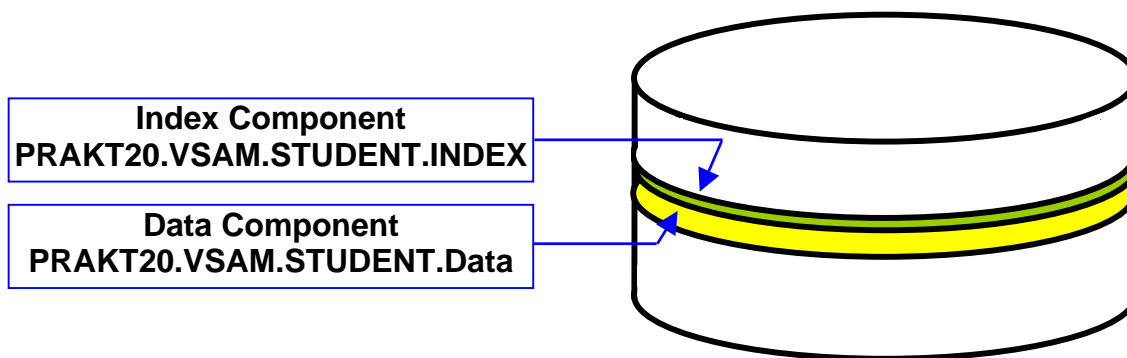 Index Component
PRAKT20.VSAM.STUDENT.INDEX
Data Component
PRAKT20.VSAM.STUDENT.Data